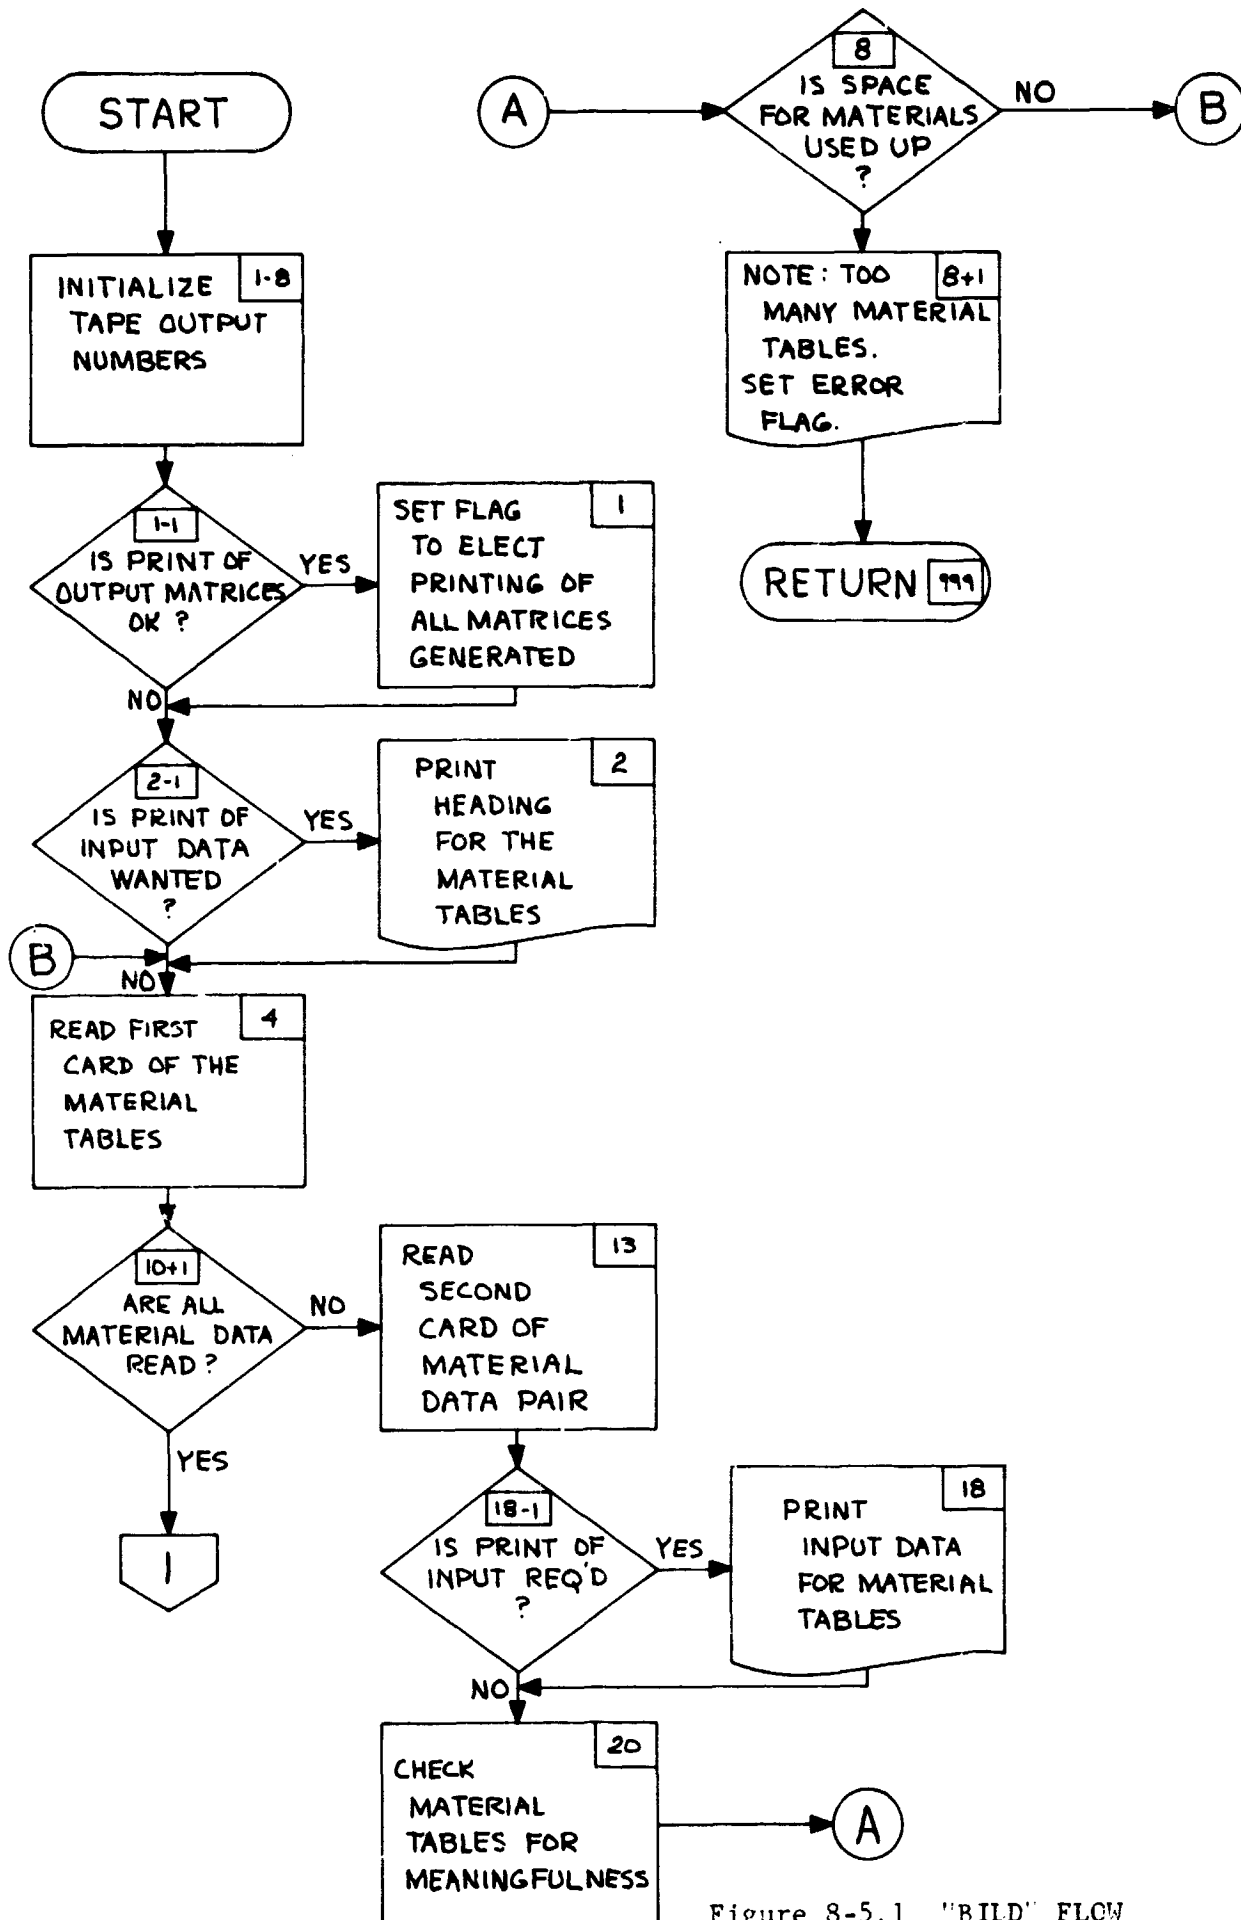 START
1-8
INITIALIZE
TAPE OUTPUT
NUMBERS
1-1
IS PRINT OF
OUTPUT MATRICES
OK ?
YES
NO
1
SET FLAG
TO ELECT
PRINTING OF
ALL MATRICES
GENERATED
2-1
IS PRINT OF
INPUT DATA
WANTED
?
YES
NO
2
PRINT
HEADING
FOR THE
MATERIAL
TABLES
B
4
READ FIRST
CARD OF THE
MATERIAL
TABLES
10+1
ARE ALL
MATERIAL DATA
READ ?
NO
YES
1
13
READ
SECOND
CARD OF
MATERIAL
DATA PAIR
18-1
IS PRINT OF
INPUT REQ'D
?
YES
NO
18
PRINT
INPUT DATA
FOR MATERIAL
TABLES
20
CHECK
MATERIAL
TABLES FOR
MEANINGFULNESS
A
A
8
IS SPACE
FOR MATERIALS
USED UP
?
NO
B
8+1
NOTE: TOO
MANY MATERIAL
TABLES.
SET ERROR
FLAG.
RETURN 999
Figure 8-5.1 "BILD" FLOW